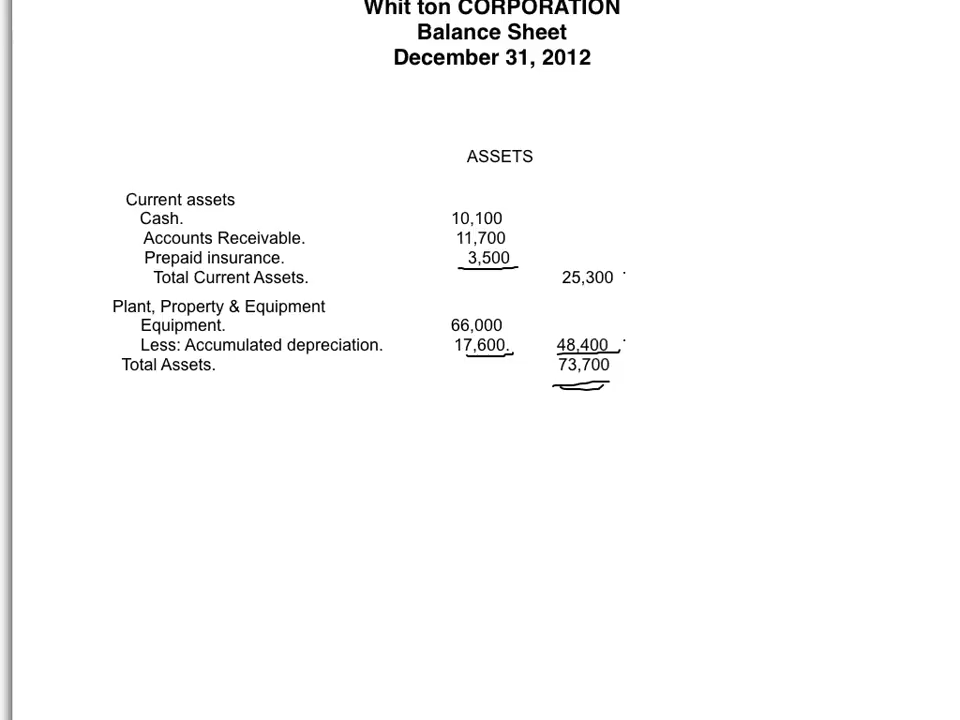 Whit ton CORPORATION
Balance Sheet
December 31, 2012
ASSETS
Current assets
Cash. 10,100
Accounts Receivable. 11,700
Prepaid insurance. 3,500
Total Current Assets. 25,300
Plant, Property & Equipment
Equipment. 66,000
Less: Accumulated depreciation. 17,600. 48,400
Total Assets. 73,700